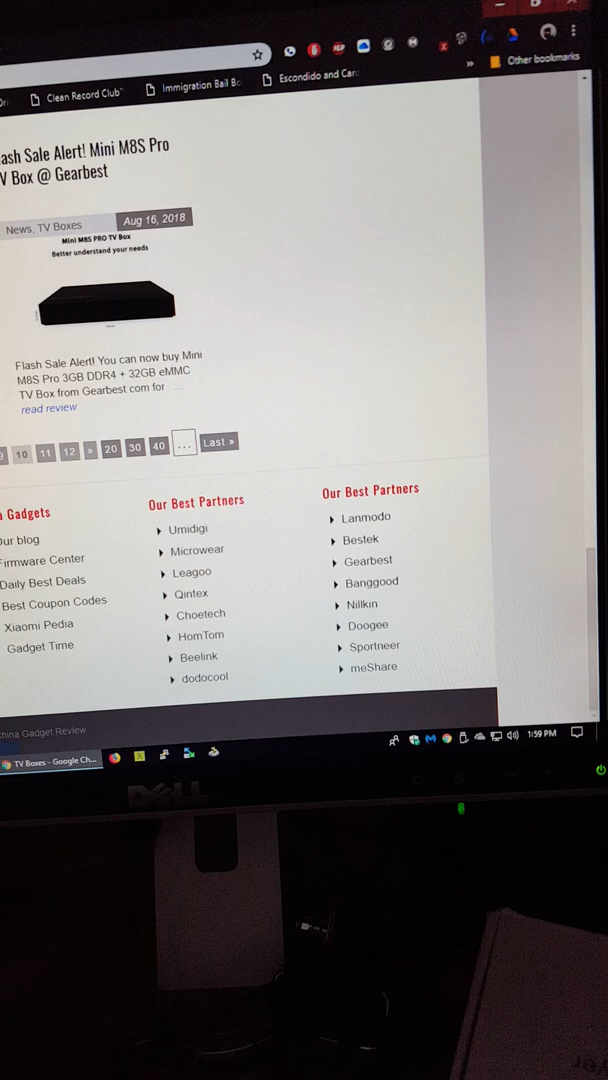 Clean Record Club
Immigration Bail Bo
Escondido and Car
»
Other bookmarks
ash Sale Alert! Mini M8S Pro
V Box @ Gearbest
News, TV Boxes
Aug 16, 2018
Mini M8S PRO TV Box
Better understand your needs
Flash Sale Alert! You can now buy Mini
M8S Pro 3GB DDR4 + 32GB eMMC
TV Box from Gearbest.com for ...
read review
9 10 11 12 » 20 30 40 ... Last »
Gadgets
Our blog
Firmware Center
Daily Best Deals
Best Coupon Codes
Xiaomi Pedia
Gadget Time
Our Best Partners
Umidigi
Microwear
Leagoo
Qintex
Choetech
HomTom
Beelink
dodocool
Our Best Partners
Lanmodo
Bestek
Gearbest
Banggood
Nillkin
Doogee
Sportneer
meShare
hina Gadget Review
TV Boxes - Google Ch...
1:59 PM
DELL